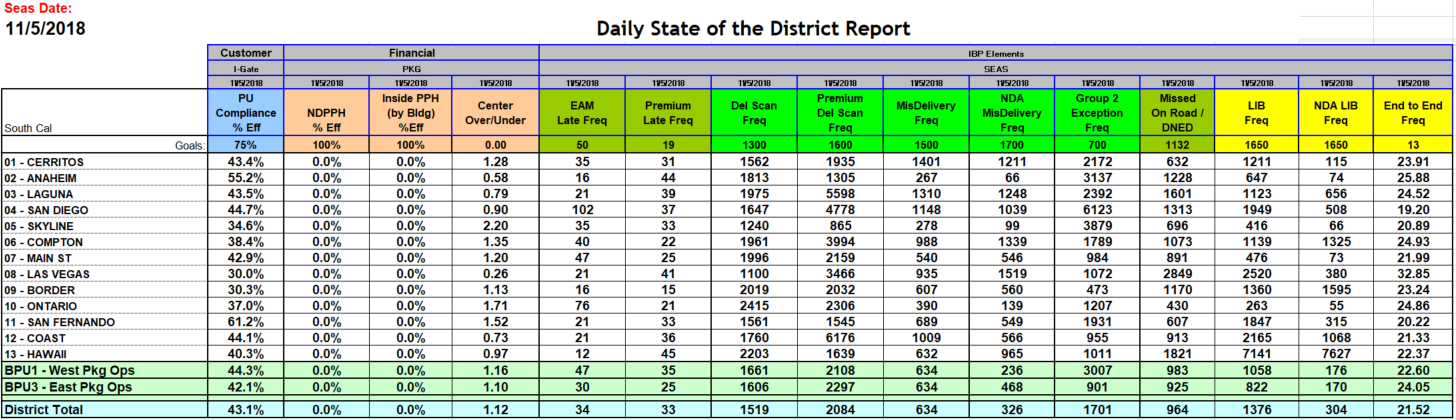 Seas Date:
11/5/2018
Daily State of the District Report
Customer Financial IBP Elements
I-Gate PKG SEAS
11/5/2018 11/5/2018 11/5/2018 11/5/2018 11/5/2018 11/5/2018 11/5/2018 11/5/2018 11/5/2018 11/5/2018 11/5/2018 11/5/2018 11/5/2018 11/5/2018 11/5/2018
PU Inside PPH Premium NDA Group 2 Missed
Compliance NDPPH (by Bldg) Center EAM Premium Del Scan Del Scan MisDelivery MisDelivery Exception On Road / LIB NDA LIB End to End
South Cal % Eff % Eff %Eff Over/Under Late Freq Late Freq Freq Freq Freq Freq Freq DNED Freq Freq Freq
Goals: 75% 100% 100% 0.00 50 19 1300 1600 1500 1700 700 1132 1650 1650 13
01 - CERRITOS 43.4% 0.0% 0.0% 1.28 35 31 1562 1935 1401 1211 2172 632 1211 115 23.91
02 - ANAHEIM 55.2% 0.0% 0.0% 0.58 16 44 1813 1305 267 66 3137 1228 647 74 25.88
03 - LAGUNA 43.5% 0.0% 0.0% 0.79 21 39 1975 5598 1310 1248 2392 1601 1123 656 24.52
04 - SAN DIEGO 44.7% 0.0% 0.0% 0.90 102 37 1647 4778 1148 1039 6123 1313 1949 508 19.20
05 - SKYLINE 34.6% 0.0% 0.0% 2.20 35 33 1240 865 278 99 3879 696 416 66 20.89
06 - COMPTON 38.4% 0.0% 0.0% 1.35 40 22 1961 3994 988 1339 1789 1073 1139 1325 24.93
07 - MAIN ST 42.9% 0.0% 0.0% 1.20 47 25 1996 2159 540 546 984 891 476 73 21.99
08 - LAS VEGAS 30.0% 0.0% 0.0% 0.26 21 41 1100 3466 935 1519 1072 2849 2520 380 32.85
09 - BORDER 30.3% 0.0% 0.0% 1.13 16 15 2019 2032 607 560 473 1170 1360 1595 23.24
10 - ONTARIO 37.0% 0.0% 0.0% 1.71 76 21 2415 2306 390 139 1207 430 263 55 24.86
11 - SAN FERNANDO 61.2% 0.0% 0.0% 1.52 21 33 1561 1545 689 549 1931 607 1847 315 20.22
12 - COAST 44.1% 0.0% 0.0% 0.73 21 36 1760 6176 1009 566 955 913 2165 1068 21.33
13 - HAWAII 40.3% 0.0% 0.0% 0.97 12 45 2203 1639 632 965 1011 1821 7141 7627 22.37
BPU1 - West Pkg Ops 44.3% 0.0% 0.0% 1.16 47 35 1661 2108 634 236 3007 983 1058 176 22.60
BPU3 - East Pkg Ops 42.1% 0.0% 0.0% 1.10 30 25 1606 2297 634 468 901 925 822 170 24.05
District Total 43.1% 0.0% 0.0% 1.12 34 33 1519 2084 634 326 1701 964 1376 304 21.52